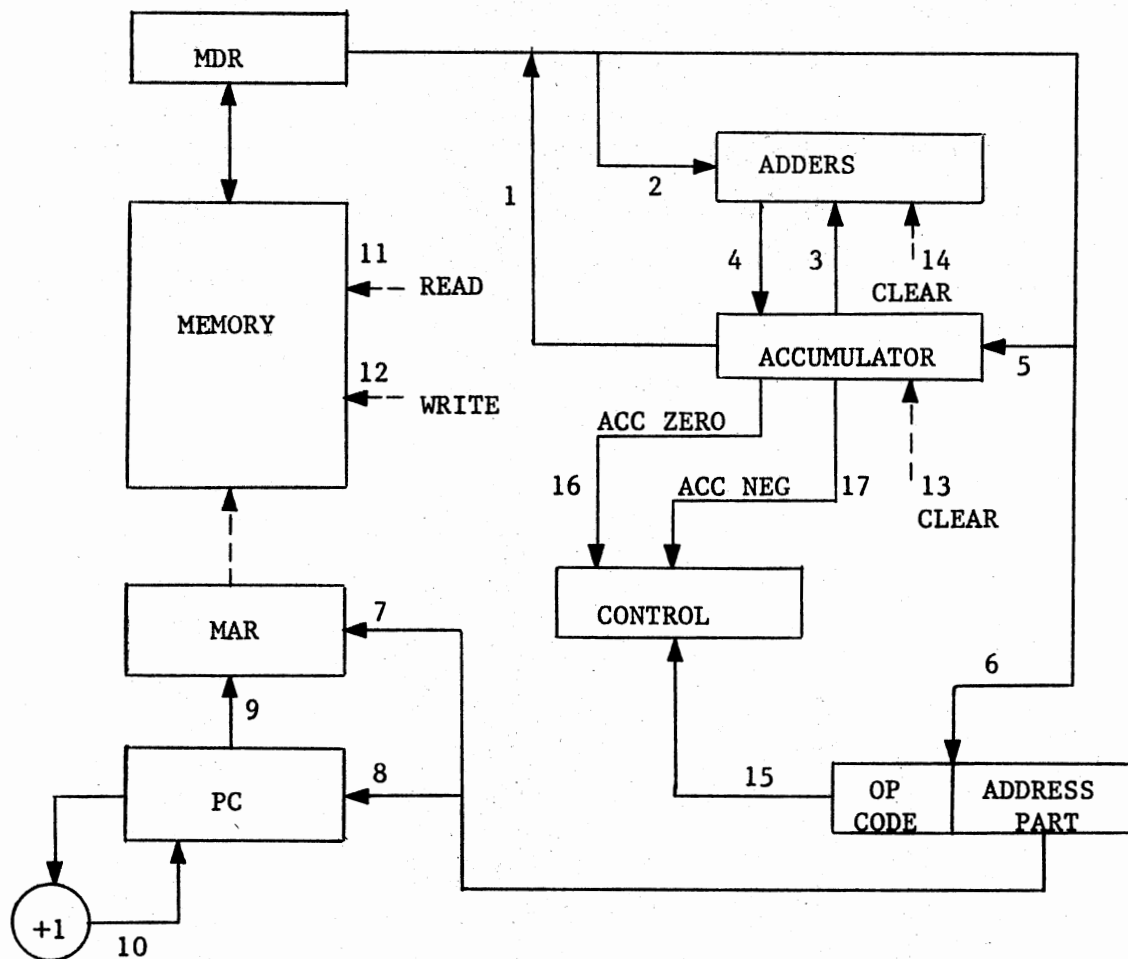 MDR
ADDERS
1
2
4
3
14
CLEAR
11
READ
MEMORY
12
WRITE
ACCUMULATOR
5
ACC ZERO
16
ACC NEG
17
13
CLEAR
CONTROL
7
MAR
6
9
8
PC
15
OP
CODE
ADDRESS
PART
+1
10